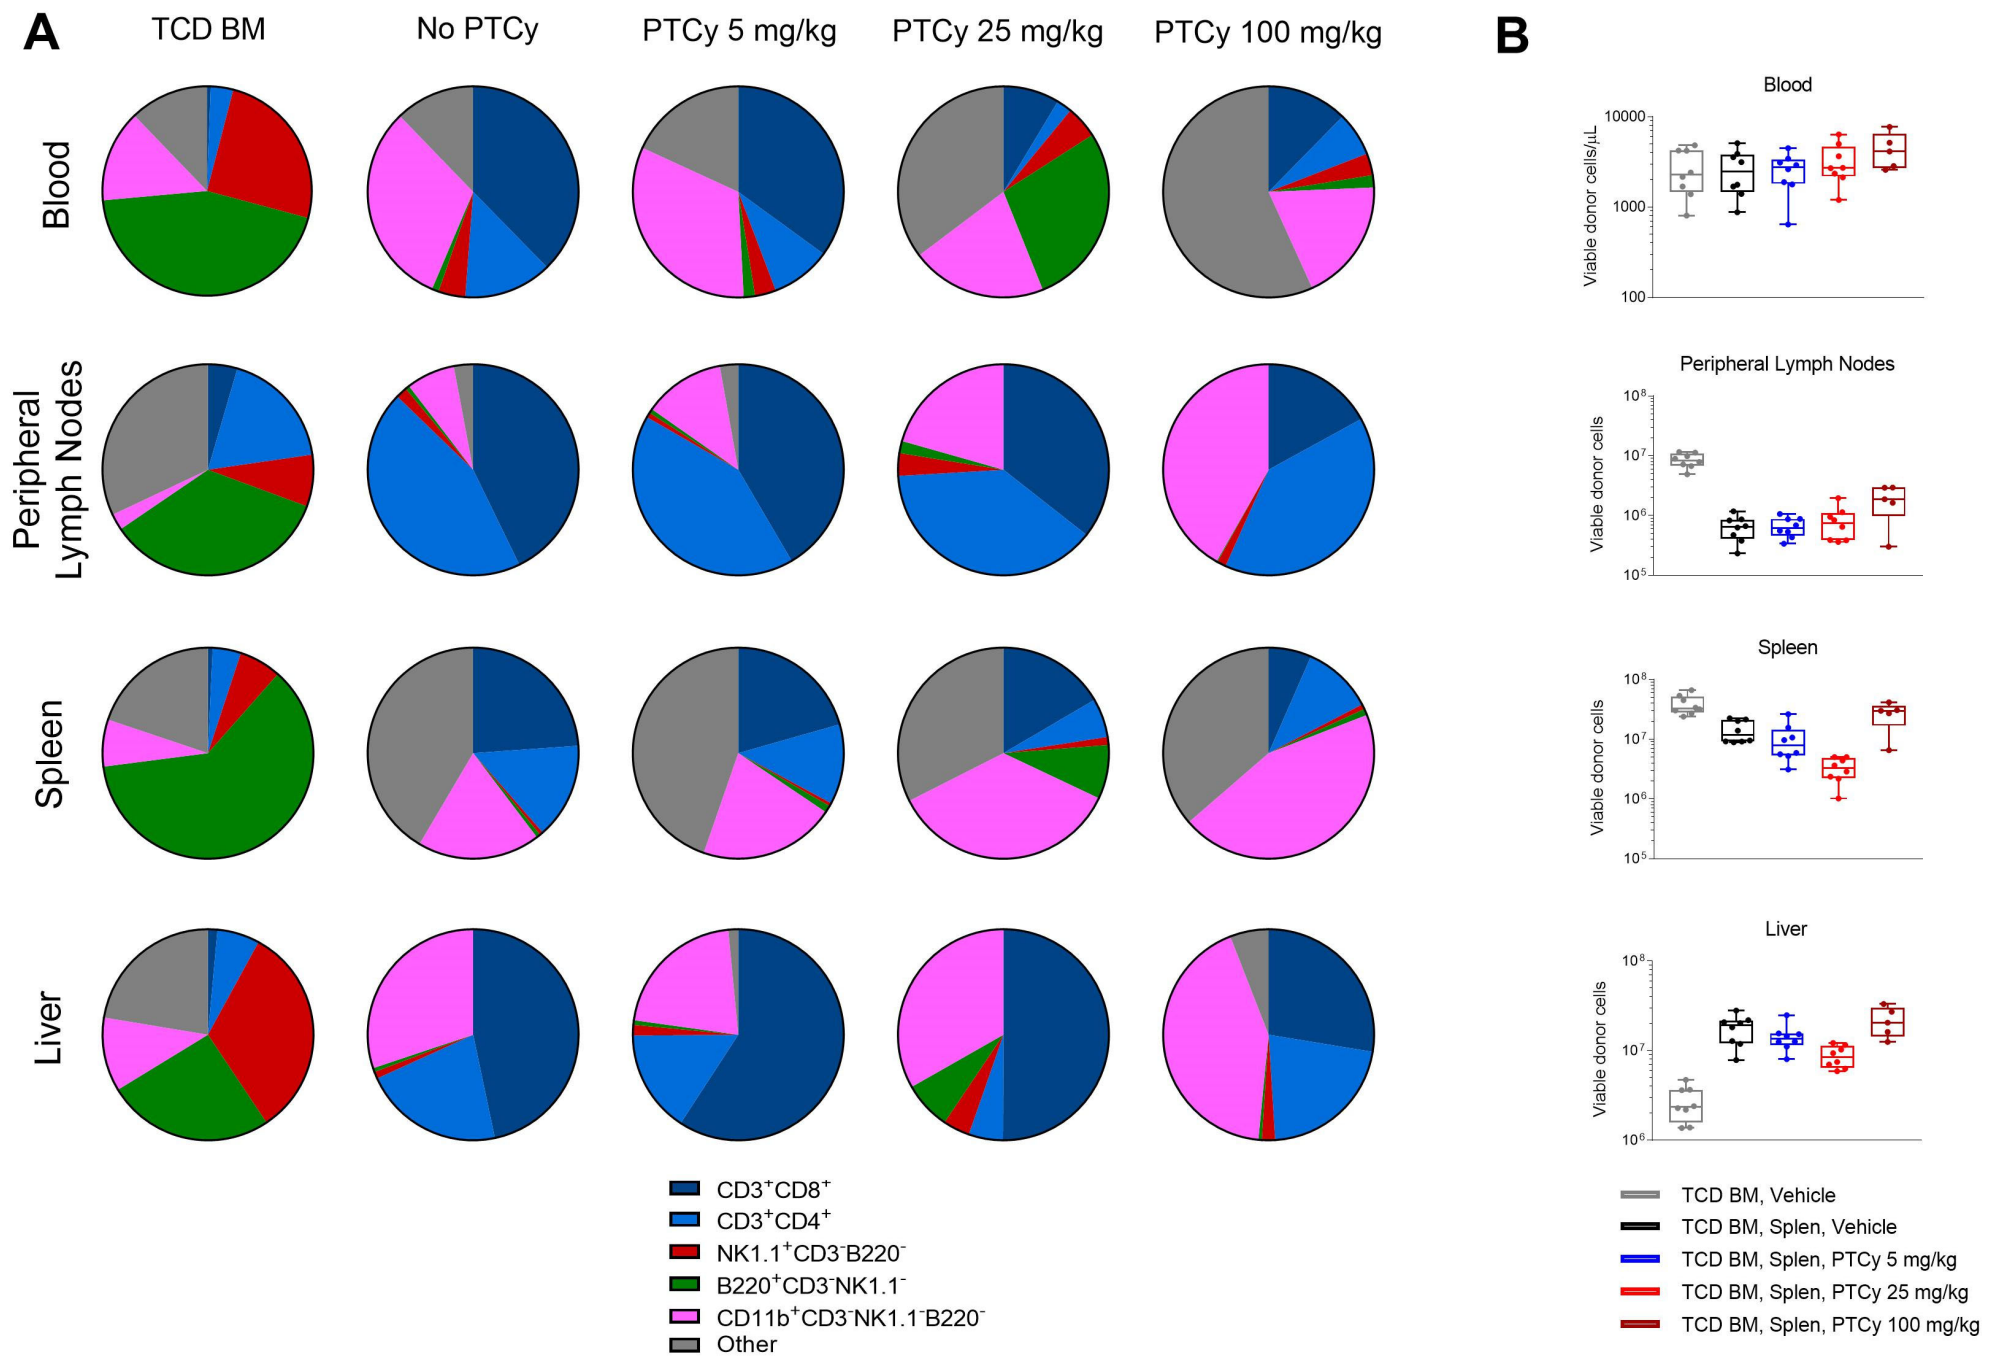 A
TCD BM
No PTCy
PTCy 5 mg/kg
PTCy 25 mg/kg
PTCy 100 mg/kg
Blood
Peripheral
Lymph Nodes
Spleen
Liver
CD3⁺CD8⁺
CD3⁺CD4⁺
NK1.1⁺CD3⁻B220⁻
B220⁺CD3⁻NK1.1⁻
CD11b⁺CD3⁻NK1.1⁻B220⁻
Other
B
Blood
Viable donor cells/µL
10000
1000
100
Peripheral Lymph Nodes
Viable donor cells
10⁸
10⁷
10⁶
10⁵
Spleen
Viable donor cells
10⁸
10⁷
10⁶
10⁵
Liver
Viable donor cells
10⁸
10⁷
10⁶
TCD BM, Vehicle
TCD BM, Splen, Vehicle
TCD BM, Splen, PTCy 5 mg/kg
TCD BM, Splen, PTCy 25 mg/kg
TCD BM, Splen, PTCy 100 mg/kg